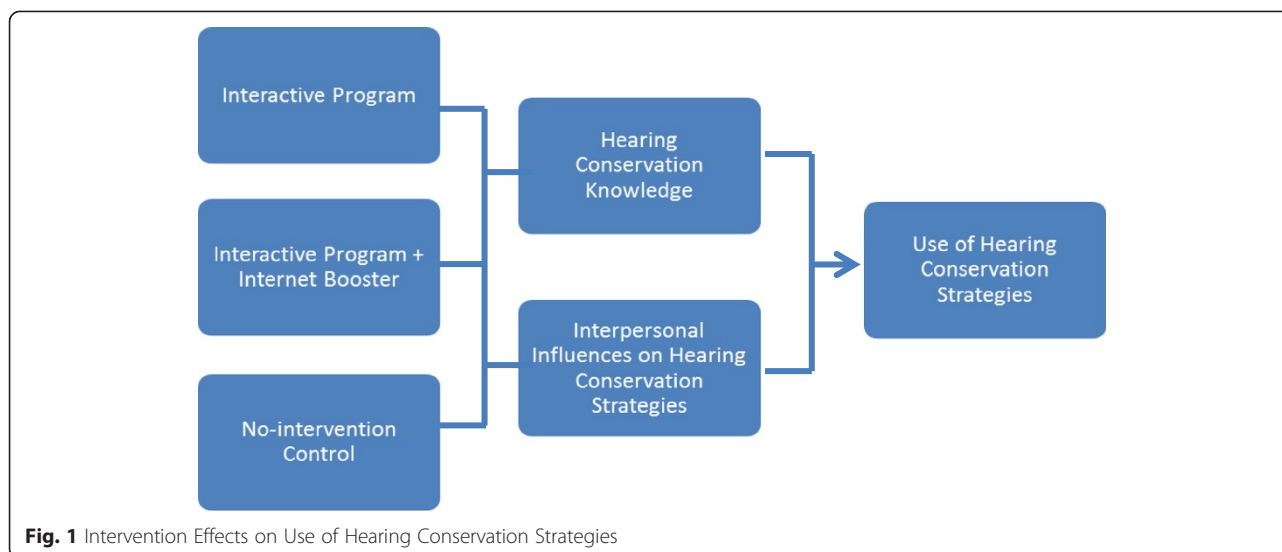 Interactive Program
Interactive Program +
Internet Booster
No-intervention
Control
Hearing
Conservation
Knowledge
Interpersonal
Influences on Hearing
Conservation
Strategies
Use of Hearing
Conservation
Strategies
Fig. 1 Intervention Effects on Use of Hearing Conservation Strategies